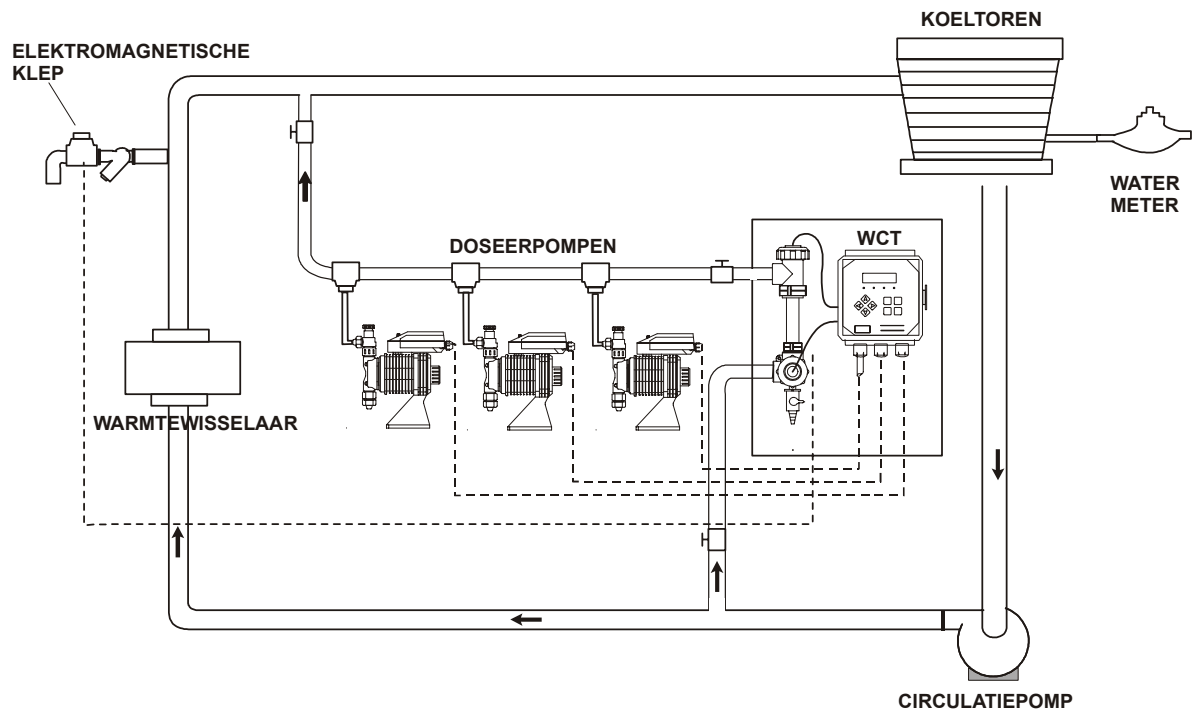 KOELTOREN
ELEKTROMAGNETISCHE
KLEP
WATER
METER
DOSEERPOMPEN
WCT
WARMTEWISSELAAR
CIRCULATIEPOMP